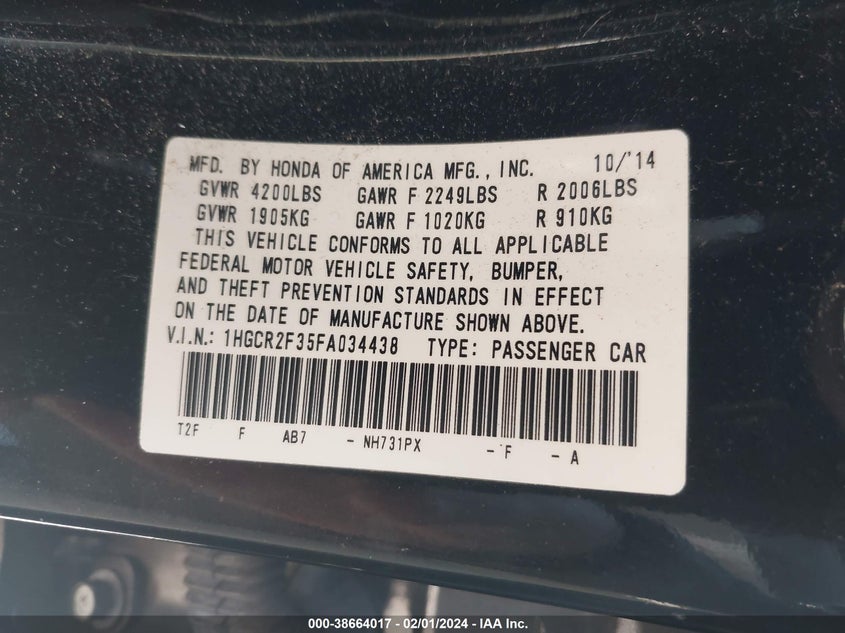 MFD. BY HONDA OF AMERICA MFG., INC. 10/'14
GVWR 4200LBS GAWR F 2249LBS R 2006LBS
GVWR 1905KG GAWR F 1020KG R 910KG
THIS VEHICLE CONFORMS TO ALL APPLICABLE
FEDERAL MOTOR VEHICLE SAFETY, BUMPER,
AND THEFT PREVENTION STANDARDS IN EFFECT
ON THE DATE OF MANUFACTURE SHOWN ABOVE.
V.I.N.: 1HGCR2F35FA034438 TYPE: PASSENGER CAR
T2F F AB7 - NH731PX - F - A
000-38664017 - 02/01/2024 - IAA Inc.